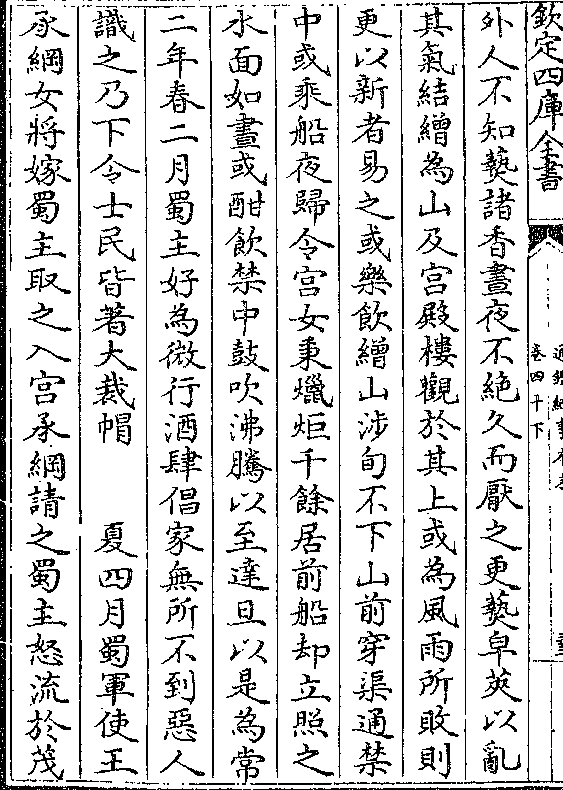 欽定四庫全書
卷四十下
外人不知爇諸香晝夜不絶久而厭之更爇皁莢以亂
其氣結繒為山及宫殿樓觀於其上或為風雨所敗則
更以新者易之或樂飲繒山涉旬不下山前穿渠通禁
中或乘船夜歸令宫女秉蠟炬千餘居前船却立照之
水面如晝或酣飲禁中鼓吹沸騰以至達旦以是為常
二年春二月蜀主好為微行酒肆倡家無所不到惡人
識之乃下令士民皆著大裁帽　夏四月蜀軍使王
承綱女將嫁蜀主取之入宫承綱請之蜀主怒流於茂